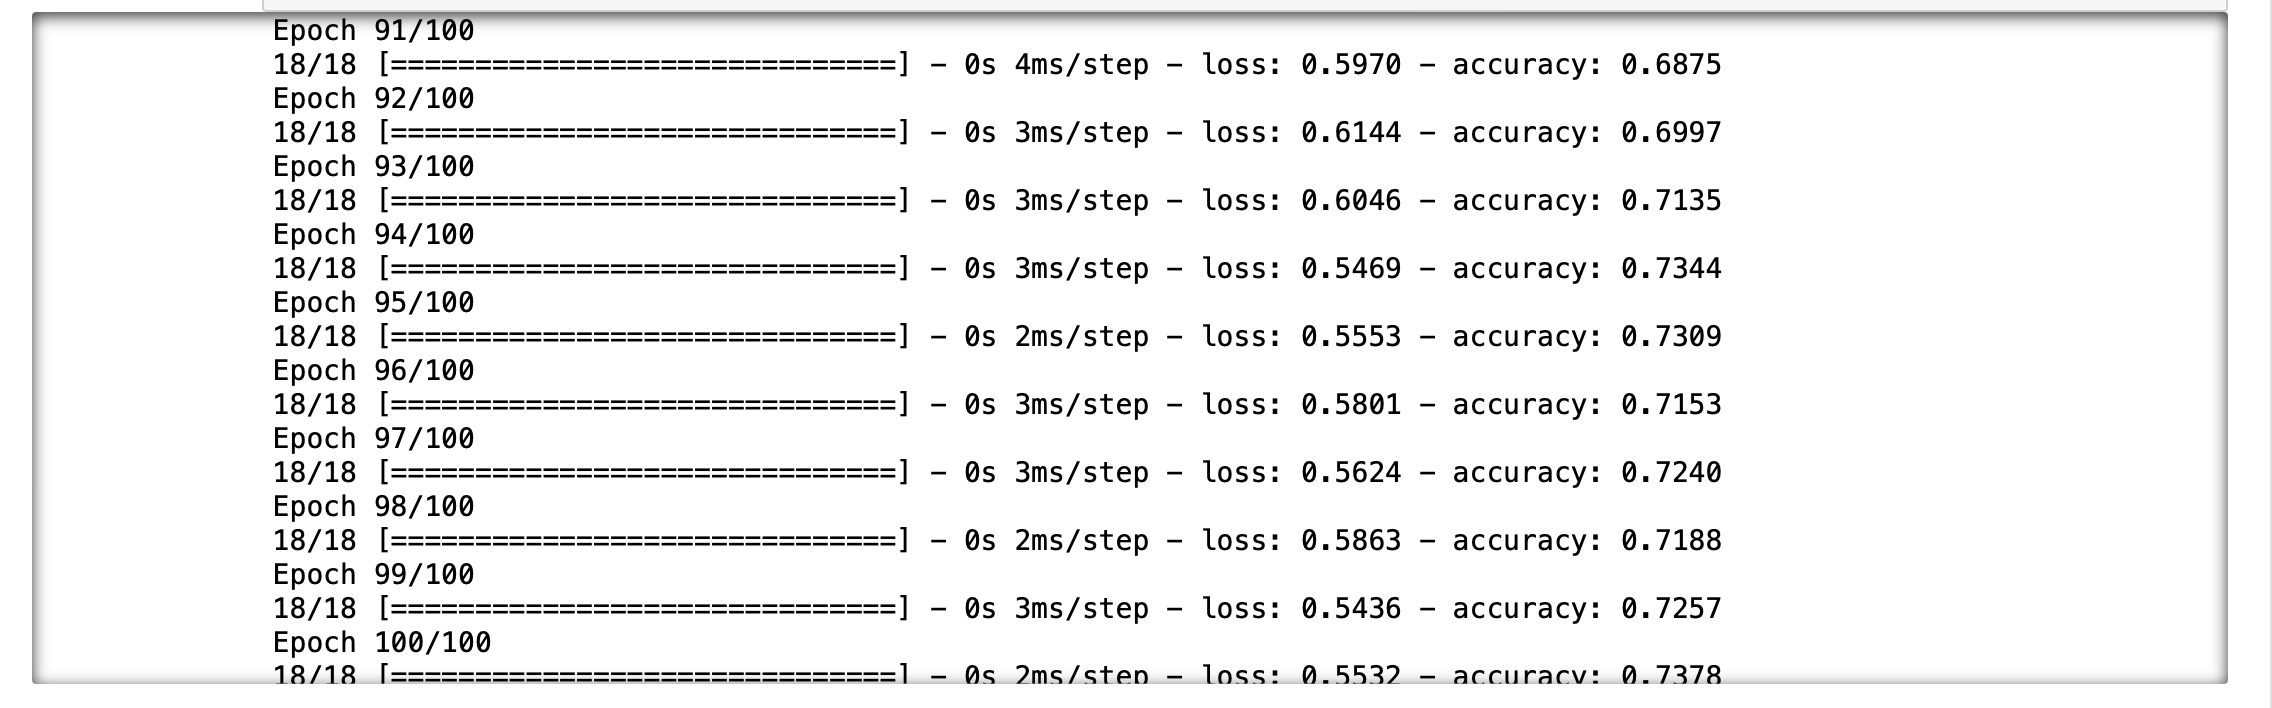 Epoch 91/100
18/18 [==============================] - 0s 4ms/step - loss: 0.5970 - accuracy: 0.6875
Epoch 92/100
18/18 [==============================] - 0s 3ms/step - loss: 0.6144 - accuracy: 0.6997
Epoch 93/100
18/18 [==============================] - 0s 3ms/step - loss: 0.6046 - accuracy: 0.7135
Epoch 94/100
18/18 [==============================] - 0s 3ms/step - loss: 0.5469 - accuracy: 0.7344
Epoch 95/100
18/18 [==============================] - 0s 2ms/step - loss: 0.5553 - accuracy: 0.7309
Epoch 96/100
18/18 [==============================] - 0s 3ms/step - loss: 0.5801 - accuracy: 0.7153
Epoch 97/100
18/18 [==============================] - 0s 3ms/step - loss: 0.5624 - accuracy: 0.7240
Epoch 98/100
18/18 [==============================] - 0s 2ms/step - loss: 0.5863 - accuracy: 0.7188
Epoch 99/100
18/18 [==============================] - 0s 3ms/step - loss: 0.5436 - accuracy: 0.7257
Epoch 100/100
18/18 [==============================] - 0s 2ms/step - loss: 0.5532 - accuracy: 0.7378